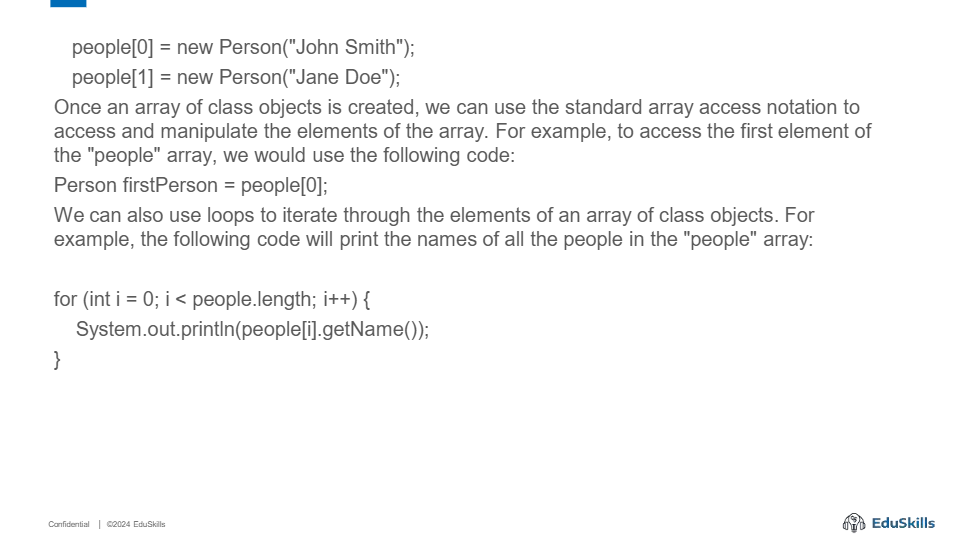 people[0] = new Person("John Smith");
people[1] = new Person("Jane Doe");
Once an array of class objects is created, we can use the standard array access notation to
access and manipulate the elements of the array. For example, to access the first element of
the "people" array, we would use the following code:
Person firstPerson = people[0];
We can also use loops to iterate through the elements of an array of class objects. For
example, the following code will print the names of all the people in the "people" array:
for (int i = 0; i < people.length; i++) {
System.out.println(people[i].getName());
}
Confidential | ©2024 EduSkills
EduSkills